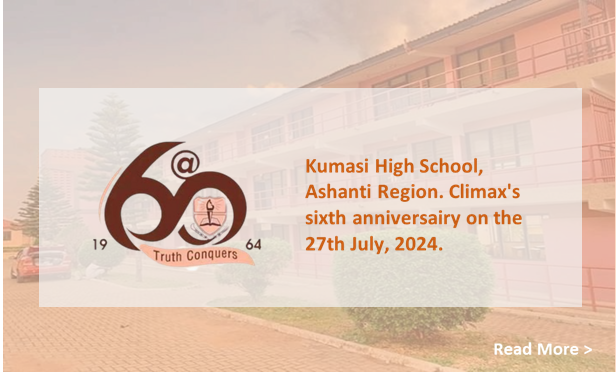 @
60
19 64
Truth Conquers
Kumasi High School,
Ashanti Region. Climax's
sixth anniversairy on the
27th July, 2024.
Read More >